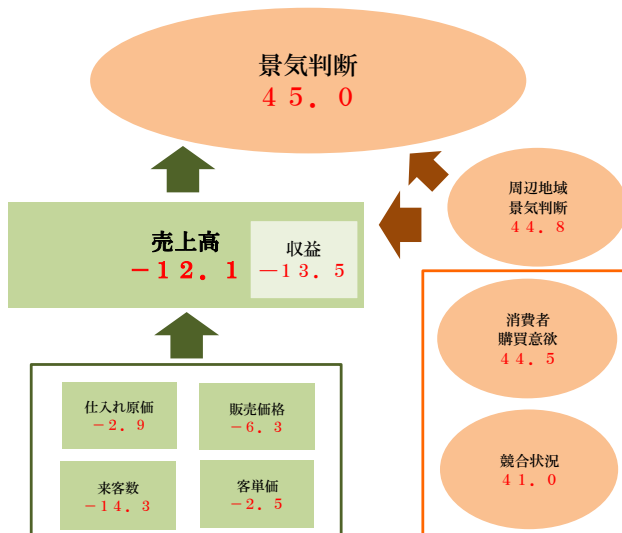 景気判断
４５．０
周辺地域
景気判断
４４．８
売上高
－１２．１
収益
－１３．５
消費者
購買意欲
４４．５
仕入れ原価
－２．９
販売価格
－６．３
来客数
－１４．３
客単価
－２．５
競合状況
４１．０